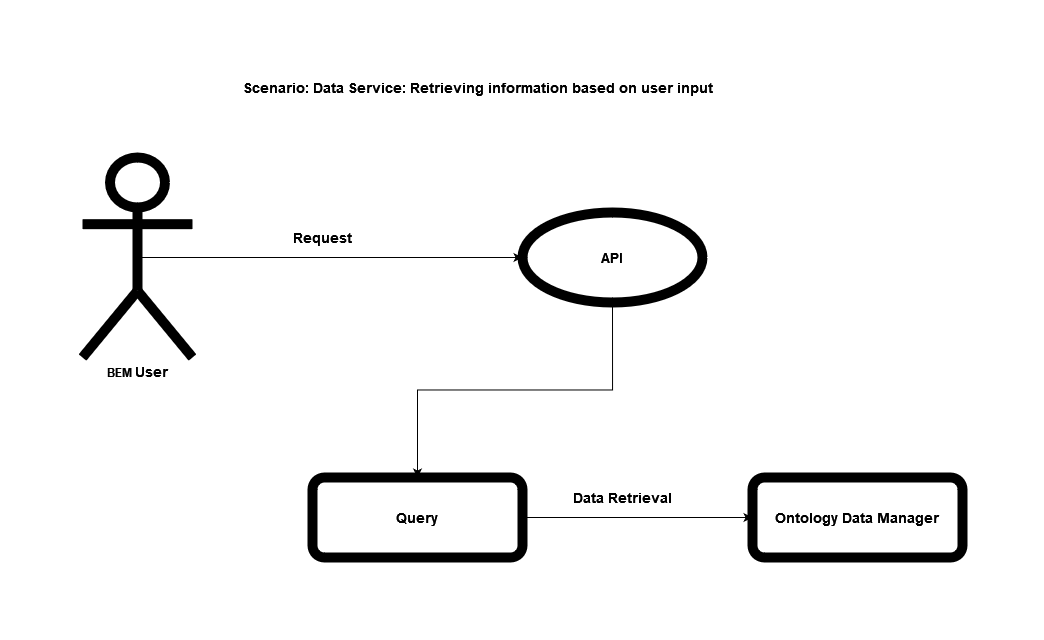 Scenario: Data Service: Retrieving information based on user input
Request
API
BEM User
Data Retrieval
Query
Ontology Data Manager